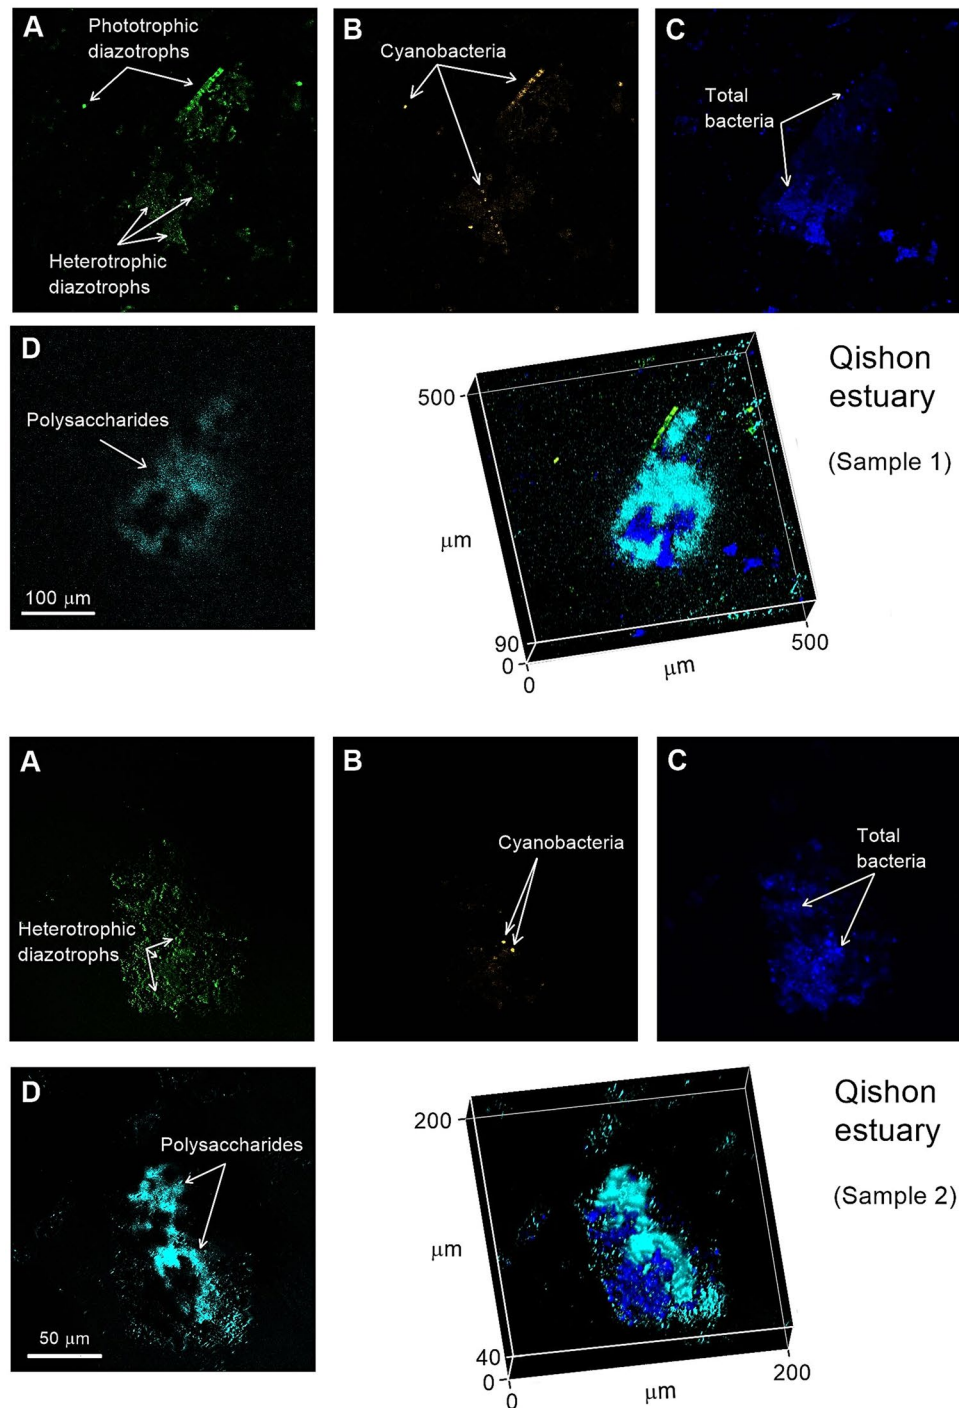 A
Phototrophic
diazotrophs
Heterotrophic
diazotrophs
B
Cyanobacteria
C
Total
bacteria
D
Polysaccharides
100 μm
500
μm
90
0
0
μm
500
Qishon
estuary
(Sample 1)
A
Heterotrophic
diazotrophs
B
Cyanobacteria
C
Total
bacteria
D
Polysaccharides
50 μm
200
μm
40
0
0
μm
200
Qishon
estuary
(Sample 2)